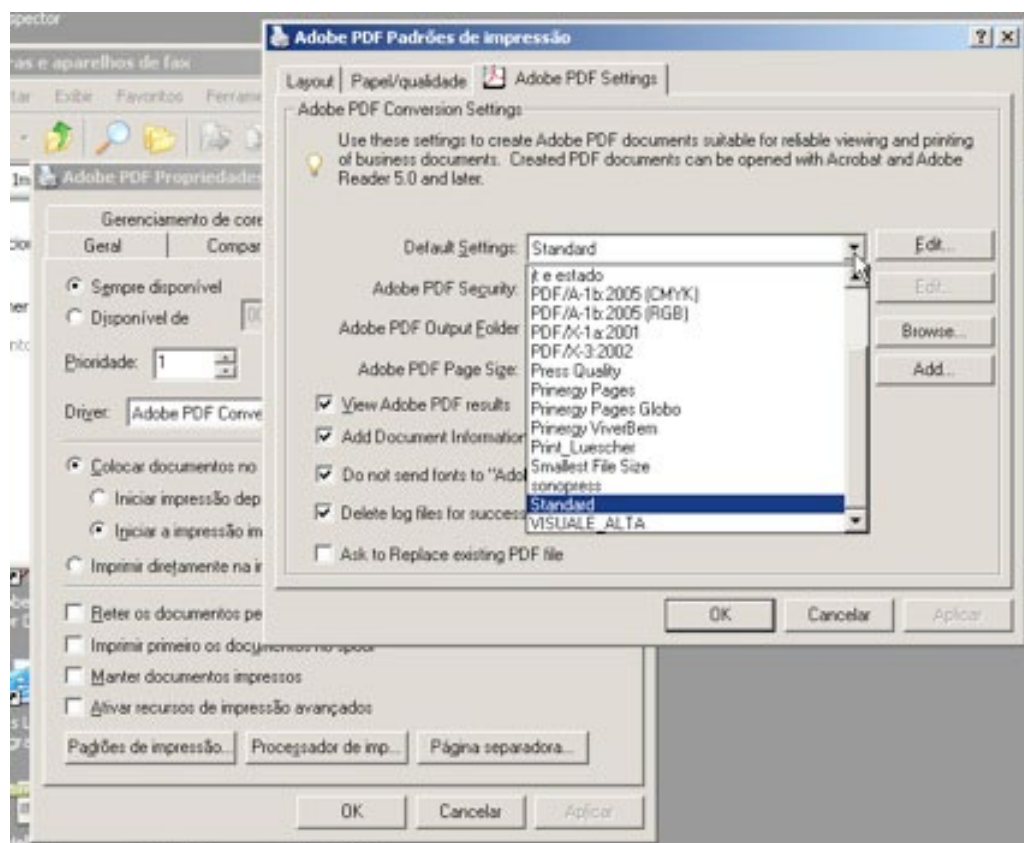 spector
Adobe PDF Padrões de impressão
ras e aparelhos de fax
Exibir Favoritos
Layout Papel/qualidade Adobe PDF Settings
Adobe PDF Conversion Settings
Use these settings to create Adobe PDF documents suitable for reliable viewing and printing
of business documents. Created PDF documents can be opened with Acrobat and Adobe
Reader 5.0 and later.
Default Settings: Standard Edit...
jt e estado
PDF/A-1b:2005 (CMYK)
PDF/A-1b:2005 (RGB)
PDF/X-1a:2001
PDF/X-3:2002
Press Quality
Prinergy Pages
Prinergy Pages Globo
Prinergy ViverBem
Print_Luescher
Smallest File Size
sonopress
Standard
VISUALE_ALTA
Adobe PDF Security: Edit...
Adobe PDF Output Folder Browse...
Adobe PDF Page Size: Add...
View Adobe PDF results
Add Document Information
Do not send fonts to "Adob
Delete log files for success
Ask to Replace existing PDF file
OK Cancelar Aplicar
Adobe PDF Propriedades
Gerenciamento de core
Geral Compar
Sempre disponível
Disponível de
Prioridade: 1
Driver: Adobe PDF Conve
Colocar documentos no
Iniciar impressão dep
Iniciar a impressão im
Imprimir diretamente na i
Reter os documentos pe
Imprimir primeiro os documentos no spool
Manter documentos impressos
Ativar recursos de impressão avançados
Padrões de impressão... Processador de imp... Página separadora...
OK Cancelar Aplicar